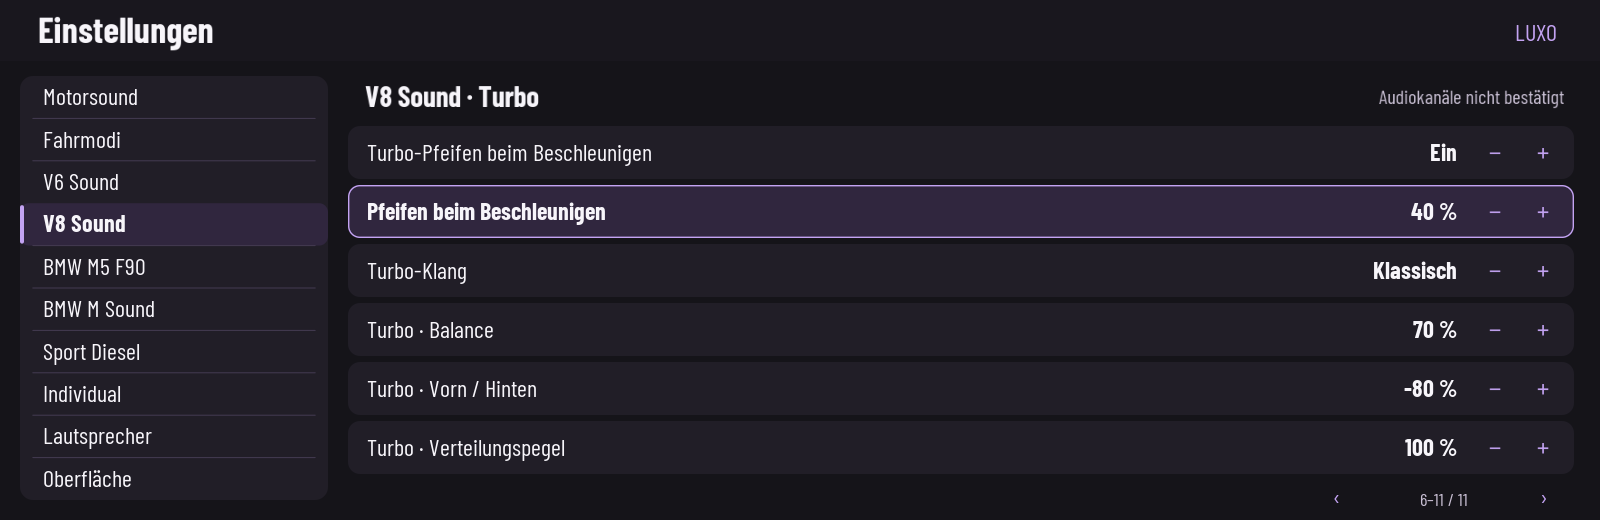 Einstellungen
LUXO
Motorsound
Fahrmodi
V6 Sound
V8 Sound
BMW M5 F90
BMW M Sound
Sport Diesel
Individual
Lautsprecher
Oberfläche
V8 Sound · Turbo
Audiokanäle nicht bestätigt
Turbo-Pfeifen beim Beschleunigen Ein − +
Pfeifen beim Beschleunigen 40 % − +
Turbo-Klang Klassisch − +
Turbo · Balance 70 % − +
Turbo · Vorn / Hinten -80 % − +
Turbo · Verteilungspegel 100 % − +
‹ 6–11 / 11 ›